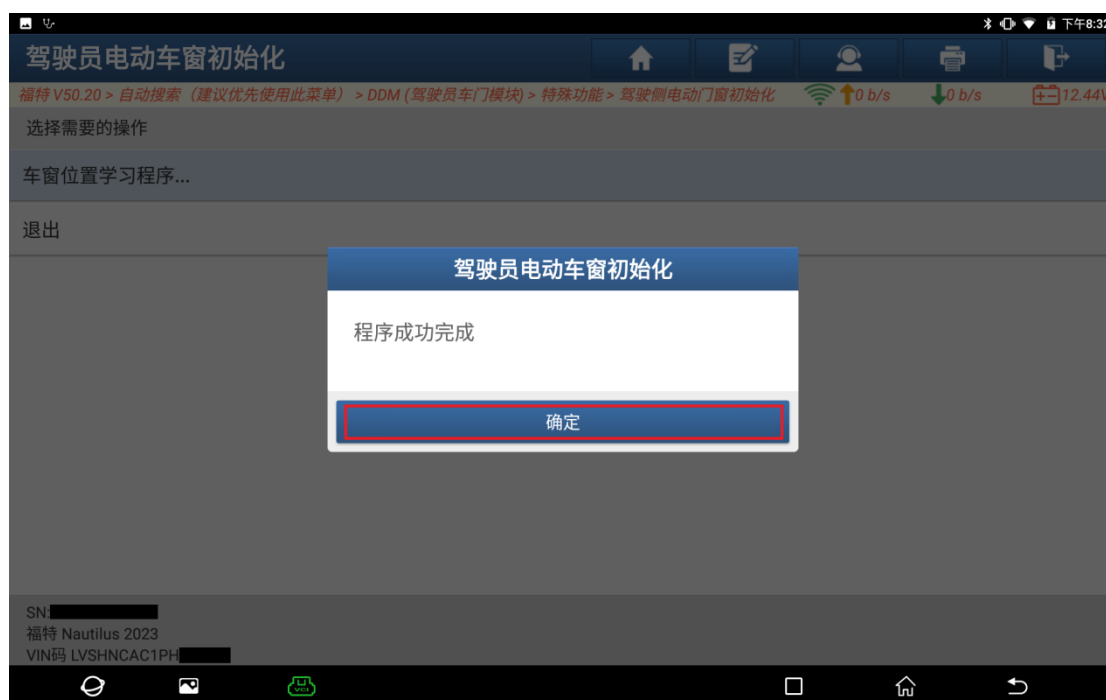 下午8:32
驾驶员电动车窗初始化
福特 V50.20 > 自动搜索（建议优先使用此菜单） > DDM (驾驶员车门模块) > 特殊功能 > 驾驶侧电动门窗初始化 0 b/s 0 b/s 12.44V
选择需要的操作
车窗位置学习程序...
退出
驾驶员电动车窗初始化
程序成功完成
确定
SN:
福特 Nautilus 2023
VIN码 LVSHNCAC1PH
VCI